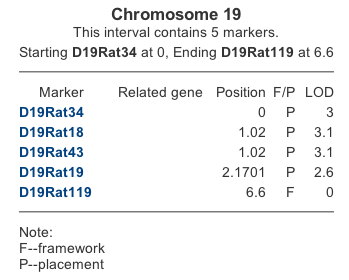 Chromosome 19
This interval contains 5 markers.
Starting D19Rat34 at 0, Ending D19Rat119 at 6.6
Marker Related gene Position F/P LOD
D19Rat34 0 P 3
D19Rat18 1.02 P 3.1
D19Rat43 1.02 P 3.1
D19Rat19 2.1701 P 2.6
D19Rat119 6.6 F 0
Note:
F--framework
P--placement